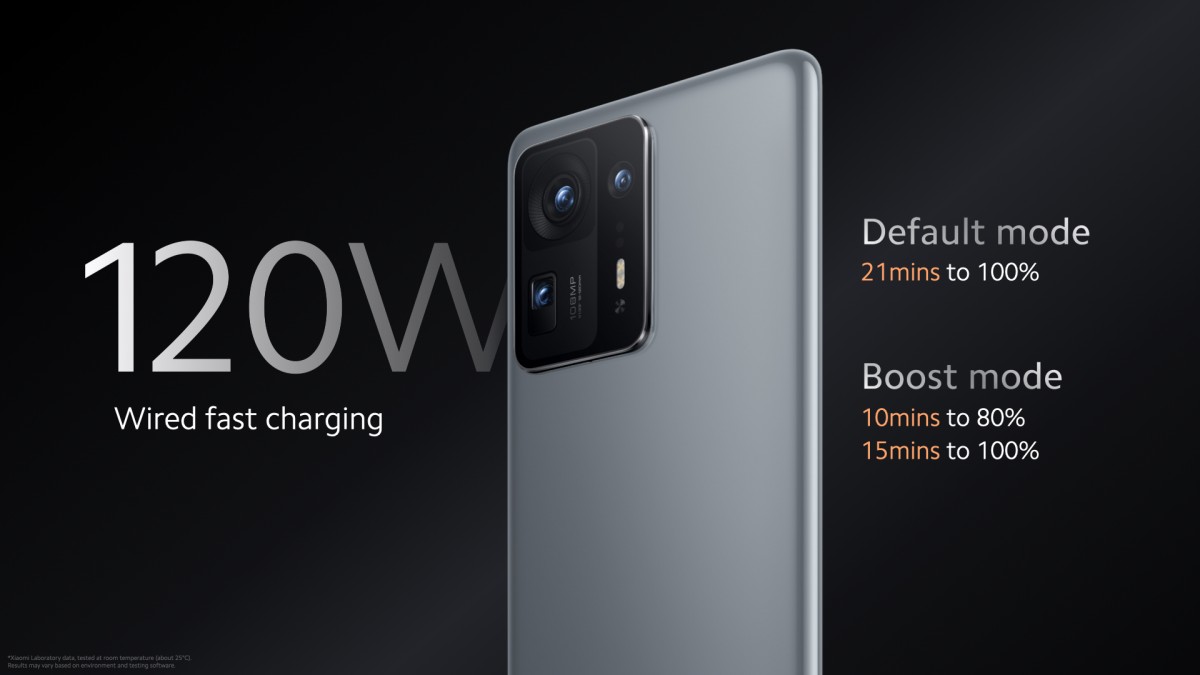 120W
Wired fast charging
108MP
Default mode
21mins to 100%
Boost mode
10mins to 80%
15mins to 100%
*Xiaomi Laboratory data, tested at room temperature (about 25°C).
Results may vary based on environment and testing software.